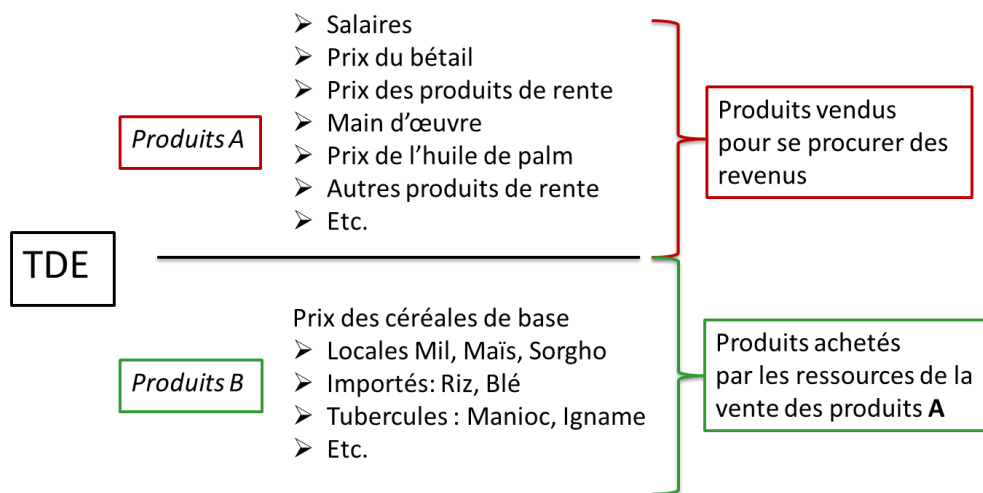 TDE
Produits A
➢ Salaires
➢ Prix du bétail
➢ Prix des produits de rente
➢ Main d’œuvre
➢ Prix de l’huile de palm
➢ Autres produits de rente
➢ Etc.
Produits vendus
pour se procurer des
revenus
Produits B
Prix des céréales de base
➢ Locales Mil, Maïs, Sorgho
➢ Importés: Riz, Blé
➢ Tubercules : Manioc, Igname
➢ Etc.
Produits achetés
par les ressources de la
vente des produits A